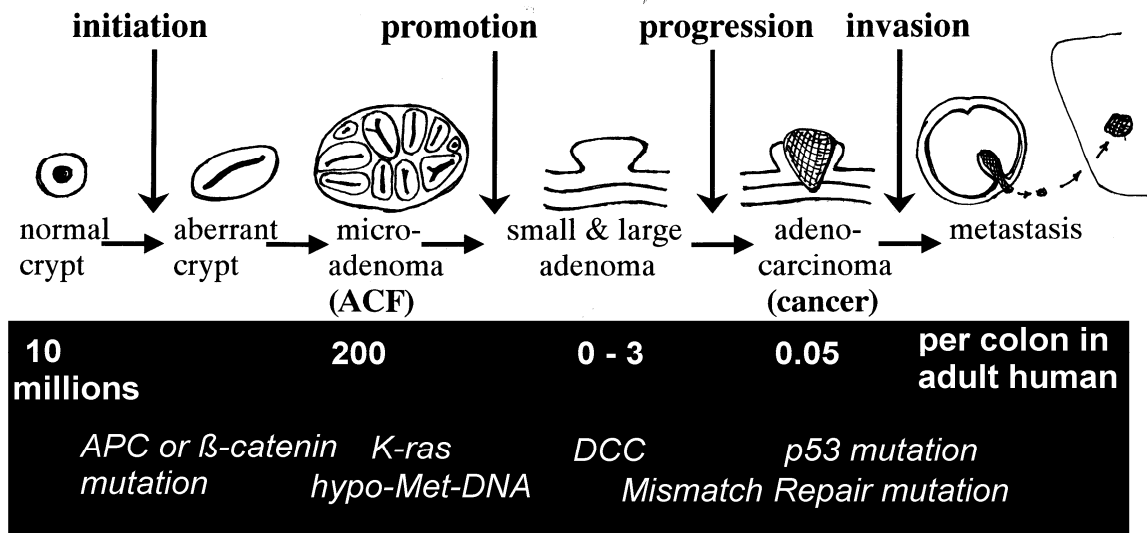 initiation promotion progression invasion
normal aberrant micro- small & large adeno- metastasis
crypt crypt adenoma adenoma carcinoma
(ACF) (cancer)
10 200 0 - 3 0.05 per colon in
millions adult human
APC or ß-catenin K-ras DCC p53 mutation
mutation hypo-Met-DNA Mismatch Repair mutation